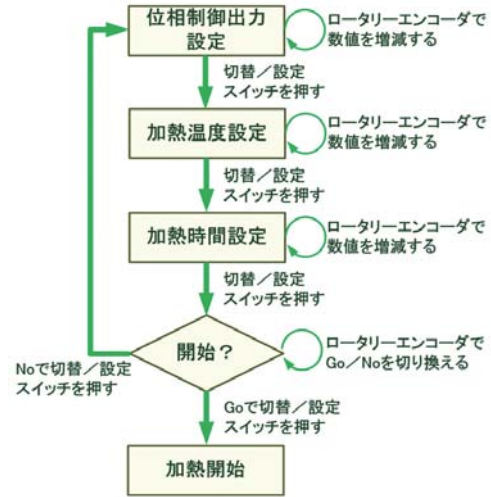 位相制御出力
設定
ロータリーエンコーダで
数値を増減する
切替／設定
スイッチを押す
加熱温度設定
ロータリーエンコーダで
数値を増減する
切替／設定
スイッチを押す
加熱時間設定
ロータリーエンコーダで
数値を増減する
切替／設定
スイッチを押す
開始？
ロータリーエンコーダで
Go／Noを切り換える
Noで切替／設定
スイッチを押す
Goで切替／設定
スイッチを押す
加熱開始